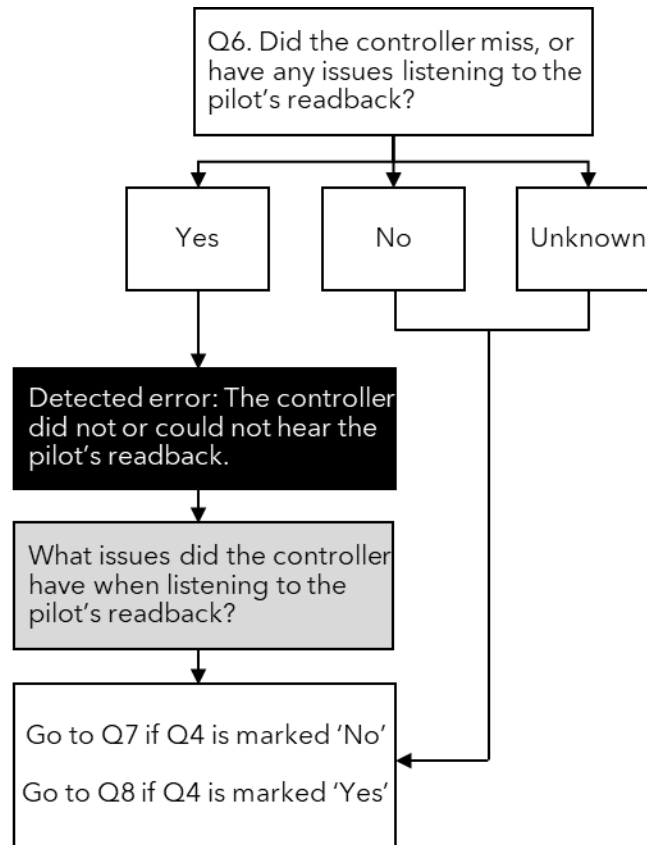 Q6. Did the controller miss, or
have any issues listening to the
pilot’s readback?
Yes
No
Unknown
Detected error: The controller
did not or could not hear the
pilot’s readback.
What issues did the controller
have when listening to the
pilot’s readback?
Go to Q7 if Q4 is marked ‘No’
Go to Q8 if Q4 is marked ‘Yes’